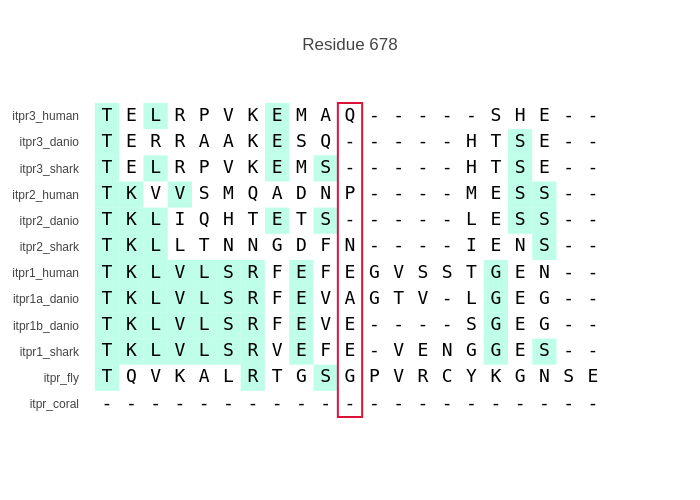 Residue 678
itpr3_human T E L R P V K E M A Q - - - - - S H E - -
itpr3_danio T E R R A A K E S Q - - - - - H T S E - -
itpr3_shark T E L R P V K E M S - - - - - H T S E - -
itpr2_human T K V V S M Q A D N P - - - - M E S S - -
itpr2_danio T K L I Q H T E T S - - - - - L E S S - -
itpr2_shark T K L L T N N G D F N - - - - I E N S - -
itpr1_human T K L V L S R F E F E G V S S T G E N - -
itpr1a_danio T K L V L S R F E V A G T V - L G E G - -
itpr1b_danio T K L V L S R F E V E - - - - S G E G - -
itpr1_shark T K L V L S R V E F E - V E N G G E S - -
itpr_fly T Q V K A L R T G S G P V R C Y K G N S E
itpr_coral - - - - - - - - - - - - - - - - - - - - -